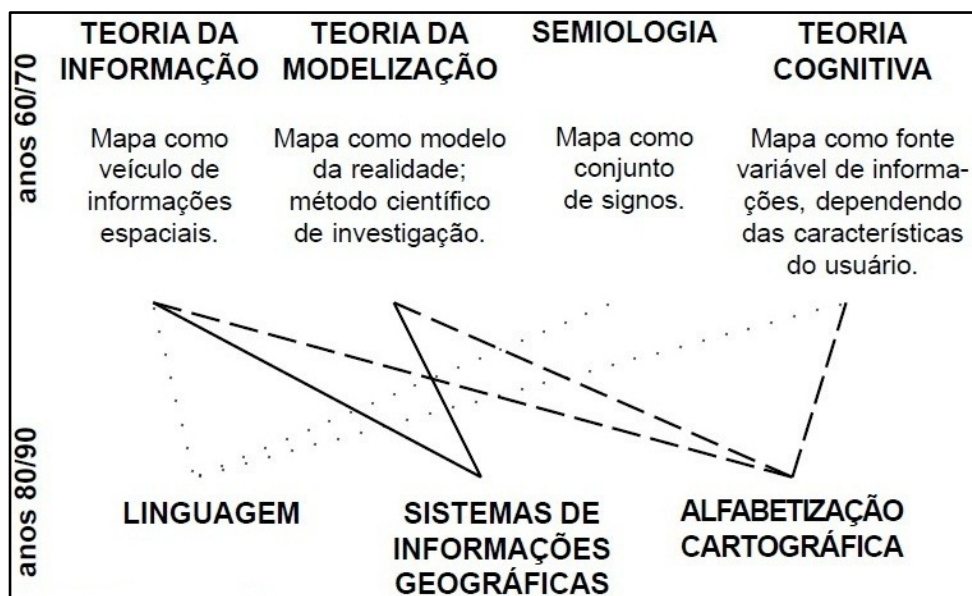 anos 60/70
TEORIA DA
INFORMAÇÃO
Mapa como
veículo de
informações
espaciais.
TEORIA DA
MODELIZAÇÃO
Mapa como modelo
da realidade;
método científico
de investigação.
SEMIOLOGIA
Mapa como
conjunto
de signos.
TEORIA
COGNITIVA
Mapa como fonte
variável de informa-
ções, dependendo
das características
do usuário.
anos 80/90
LINGUAGEM
SISTEMAS DE
INFORMAÇÕES
GEOGRÁFICAS
ALFABETIZAÇÃO
CARTOGRÁFICA